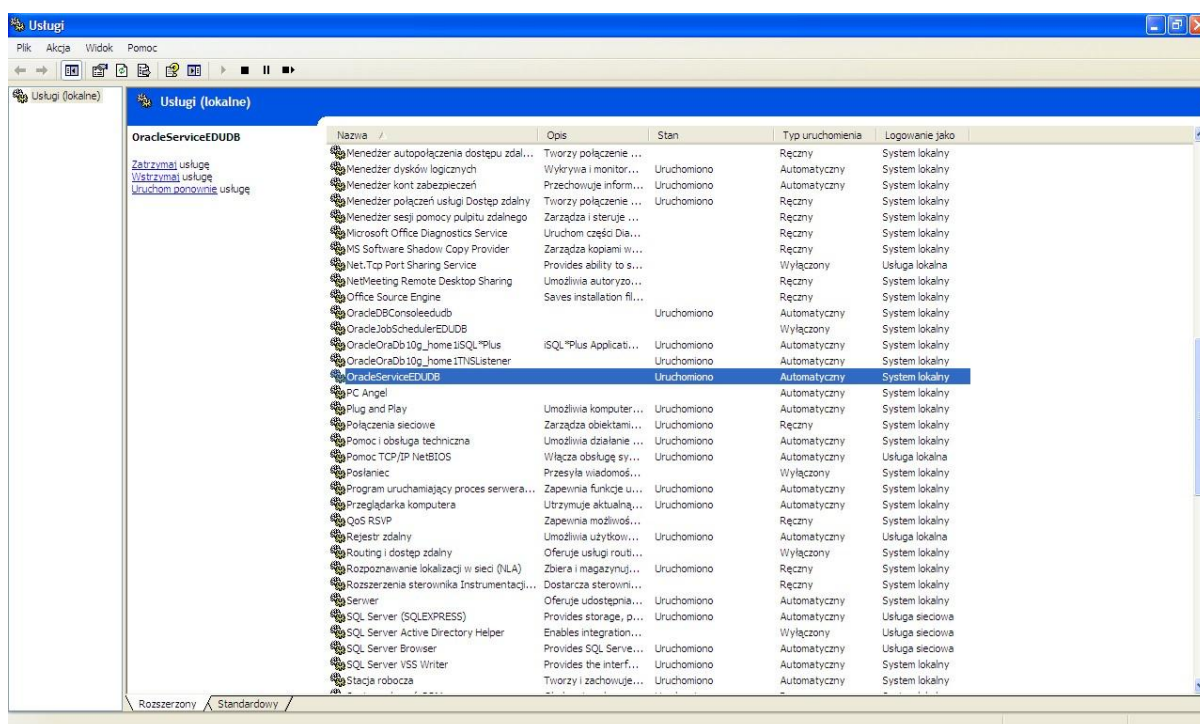 Usługi
Plik Akcja Widok Pomoc
Usługi (lokalne)
Usługi (lokalne)
OracleServiceEDUDB
Zatrzymaj usługę
Wstrzymaj usługę
Uruchom ponownie usługę
Nazwa Opis Stan Typ uruchomienia Logowanie jako
Menedżer autopołączenia dostępu zdal... Tworzy połączenie ... Ręczny System lokalny
Menedżer dysków logicznych Wykrywa i monitor... Uruchomiono Automatyczny System lokalny
Menedżer kont zabezpieczeń Przechowuje inform... Uruchomiono Automatyczny System lokalny
Menedżer połączeń usługi Dostęp zdalny Tworzy połączenie ... Uruchomiono Ręczny System lokalny
Menedżer sesji pomocy pulpitu zdalnego Zarządza i steruje ... Ręczny System lokalny
Microsoft Office Diagnostics Service Uruchom części Dia... Ręczny System lokalny
MS Software Shadow Copy Provider Zarządza kopiami w... Ręczny System lokalny
Net.Tcp Port Sharing Service Provides ability to s... Wyłączony Usługa lokalna
NetMeeting Remote Desktop Sharing Umożliwia autoryzo... Ręczny System lokalny
Office Source Engine Saves installation fil... Ręczny System lokalny
OracleDBConsoleedudb Uruchomiono Automatyczny System lokalny
OracleJobSchedulerEDUDB Wyłączony System lokalny
OracleOraDb10g_home1iSQL*Plus iSQL*Plus Applicati... Uruchomiono Automatyczny System lokalny
OracleOraDb10g_home1TNSListener Uruchomiono Automatyczny System lokalny
OracleServiceEDUDB Uruchomiono Automatyczny System lokalny
PC Angel Automatyczny System lokalny
Plug and Play Umożliwia komputer... Uruchomiono Automatyczny System lokalny
Połączenia sieciowe Zarządza obiektami... Uruchomiono Ręczny System lokalny
Pomoc i obsługa techniczna Umożliwia działanie ... Uruchomiono Automatyczny System lokalny
Pomoc TCP/IP NetBIOS Włącza obsługę sy... Uruchomiono Automatyczny Usługa lokalna
Posłaniec Przesyła wiadomoś... Wyłączony System lokalny
Program uruchamiający proces serwera... Zapewnia funkcje u... Uruchomiono Automatyczny System lokalny
Przeglądarka komputera Utrzymuje aktualną... Uruchomiono Automatyczny System lokalny
QoS RSVP Zapewnia możliwoś... Ręczny System lokalny
Rejestr zdalny Umożliwia użytkow... Uruchomiono Automatyczny Usługa lokalna
Routing i dostęp zdalny Oferuje usługi routi... Wyłączony System lokalny
Rozpoznawanie lokalizacji w sieci (NLA) Zbiera i magazynuj... Uruchomiono Ręczny System lokalny
Rozszerzenia sterownika Instrumentacji... Dostarcza sterowni... Ręczny System lokalny
Serwer Oferuje udostępnia... Uruchomiono Automatyczny System lokalny
SQL Server (SQLEXPRESS) Provides storage, p... Uruchomiono Automatyczny Usługa sieciowa
SQL Server Active Directory Helper Enables integration... Wyłączony Usługa sieciowa
SQL Server Browser Provides SQL Serve... Uruchomiono Automatyczny Usługa sieciowa
SQL Server VSS Writer Provides the interf... Uruchomiono Automatyczny System lokalny
Stacja robocza Tworzy i zachowuje... Uruchomiono Automatyczny System lokalny
Rozszerzony Standardowy